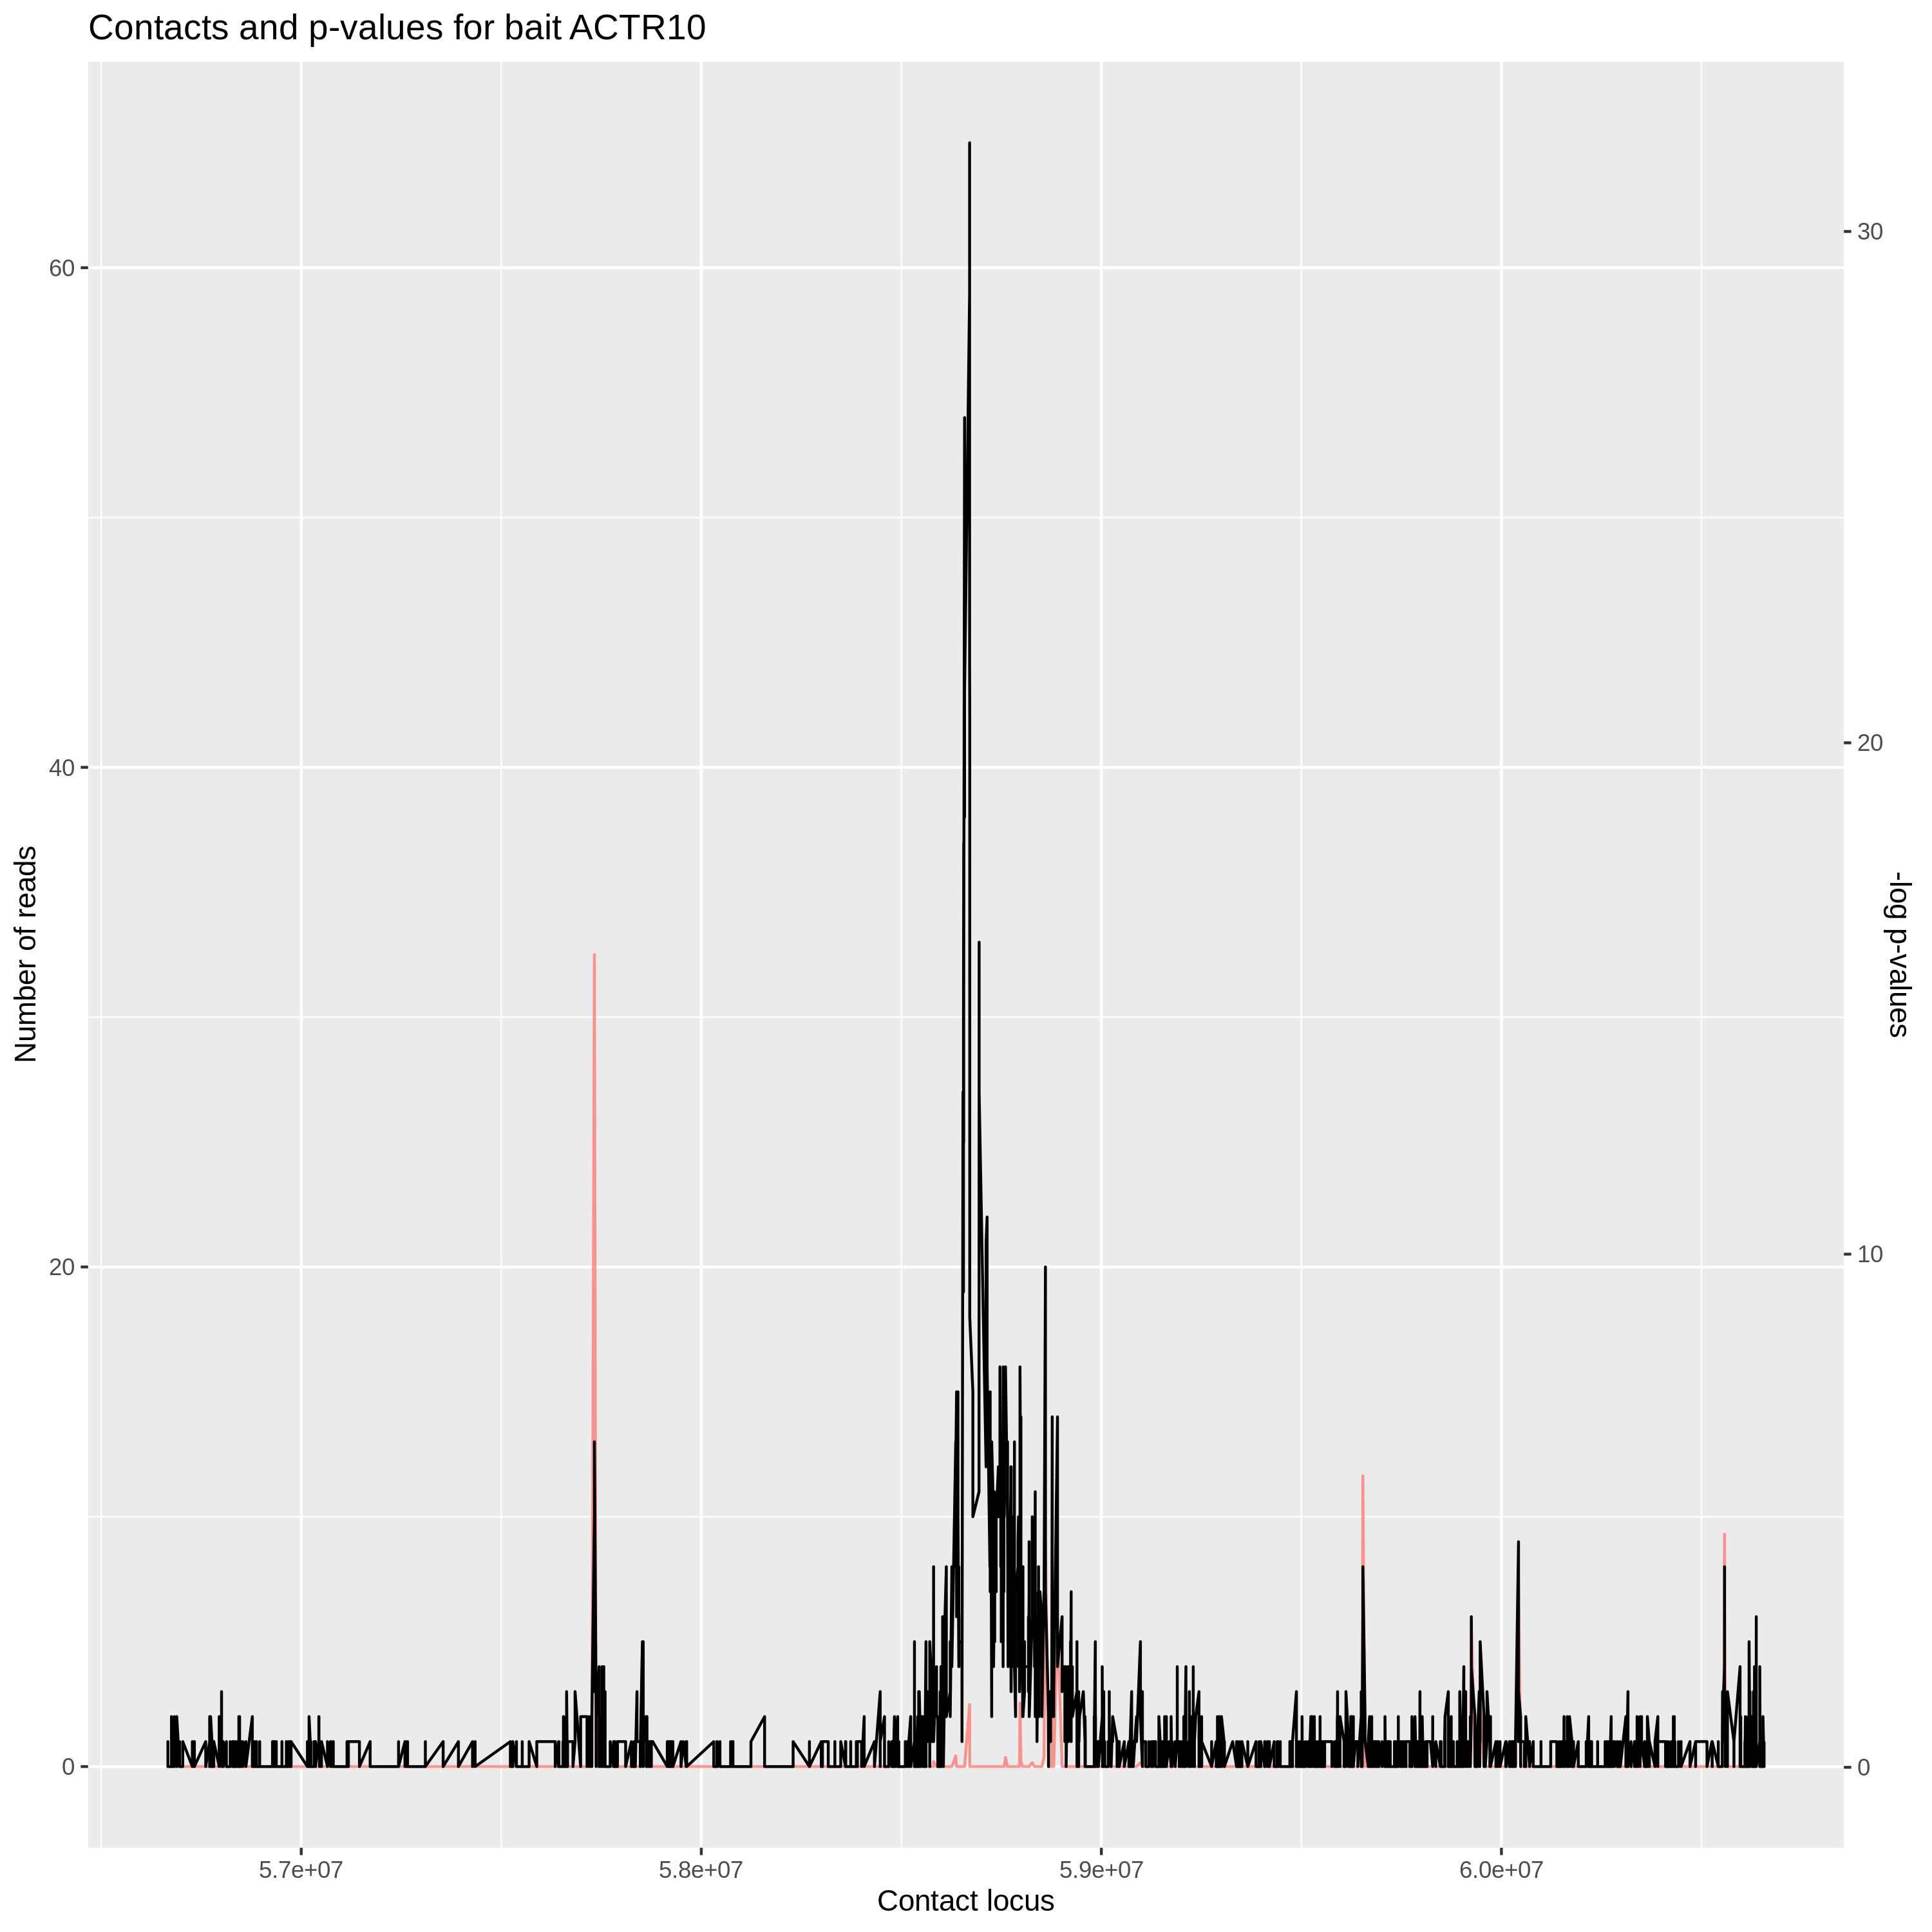 Contacts and p-values for bait ACTR10
60
40
20
0
Number of reads
30
20
10
0
-log p-values
5.7e+07
5.8e+07
5.9e+07
6.0e+07
Contact locus